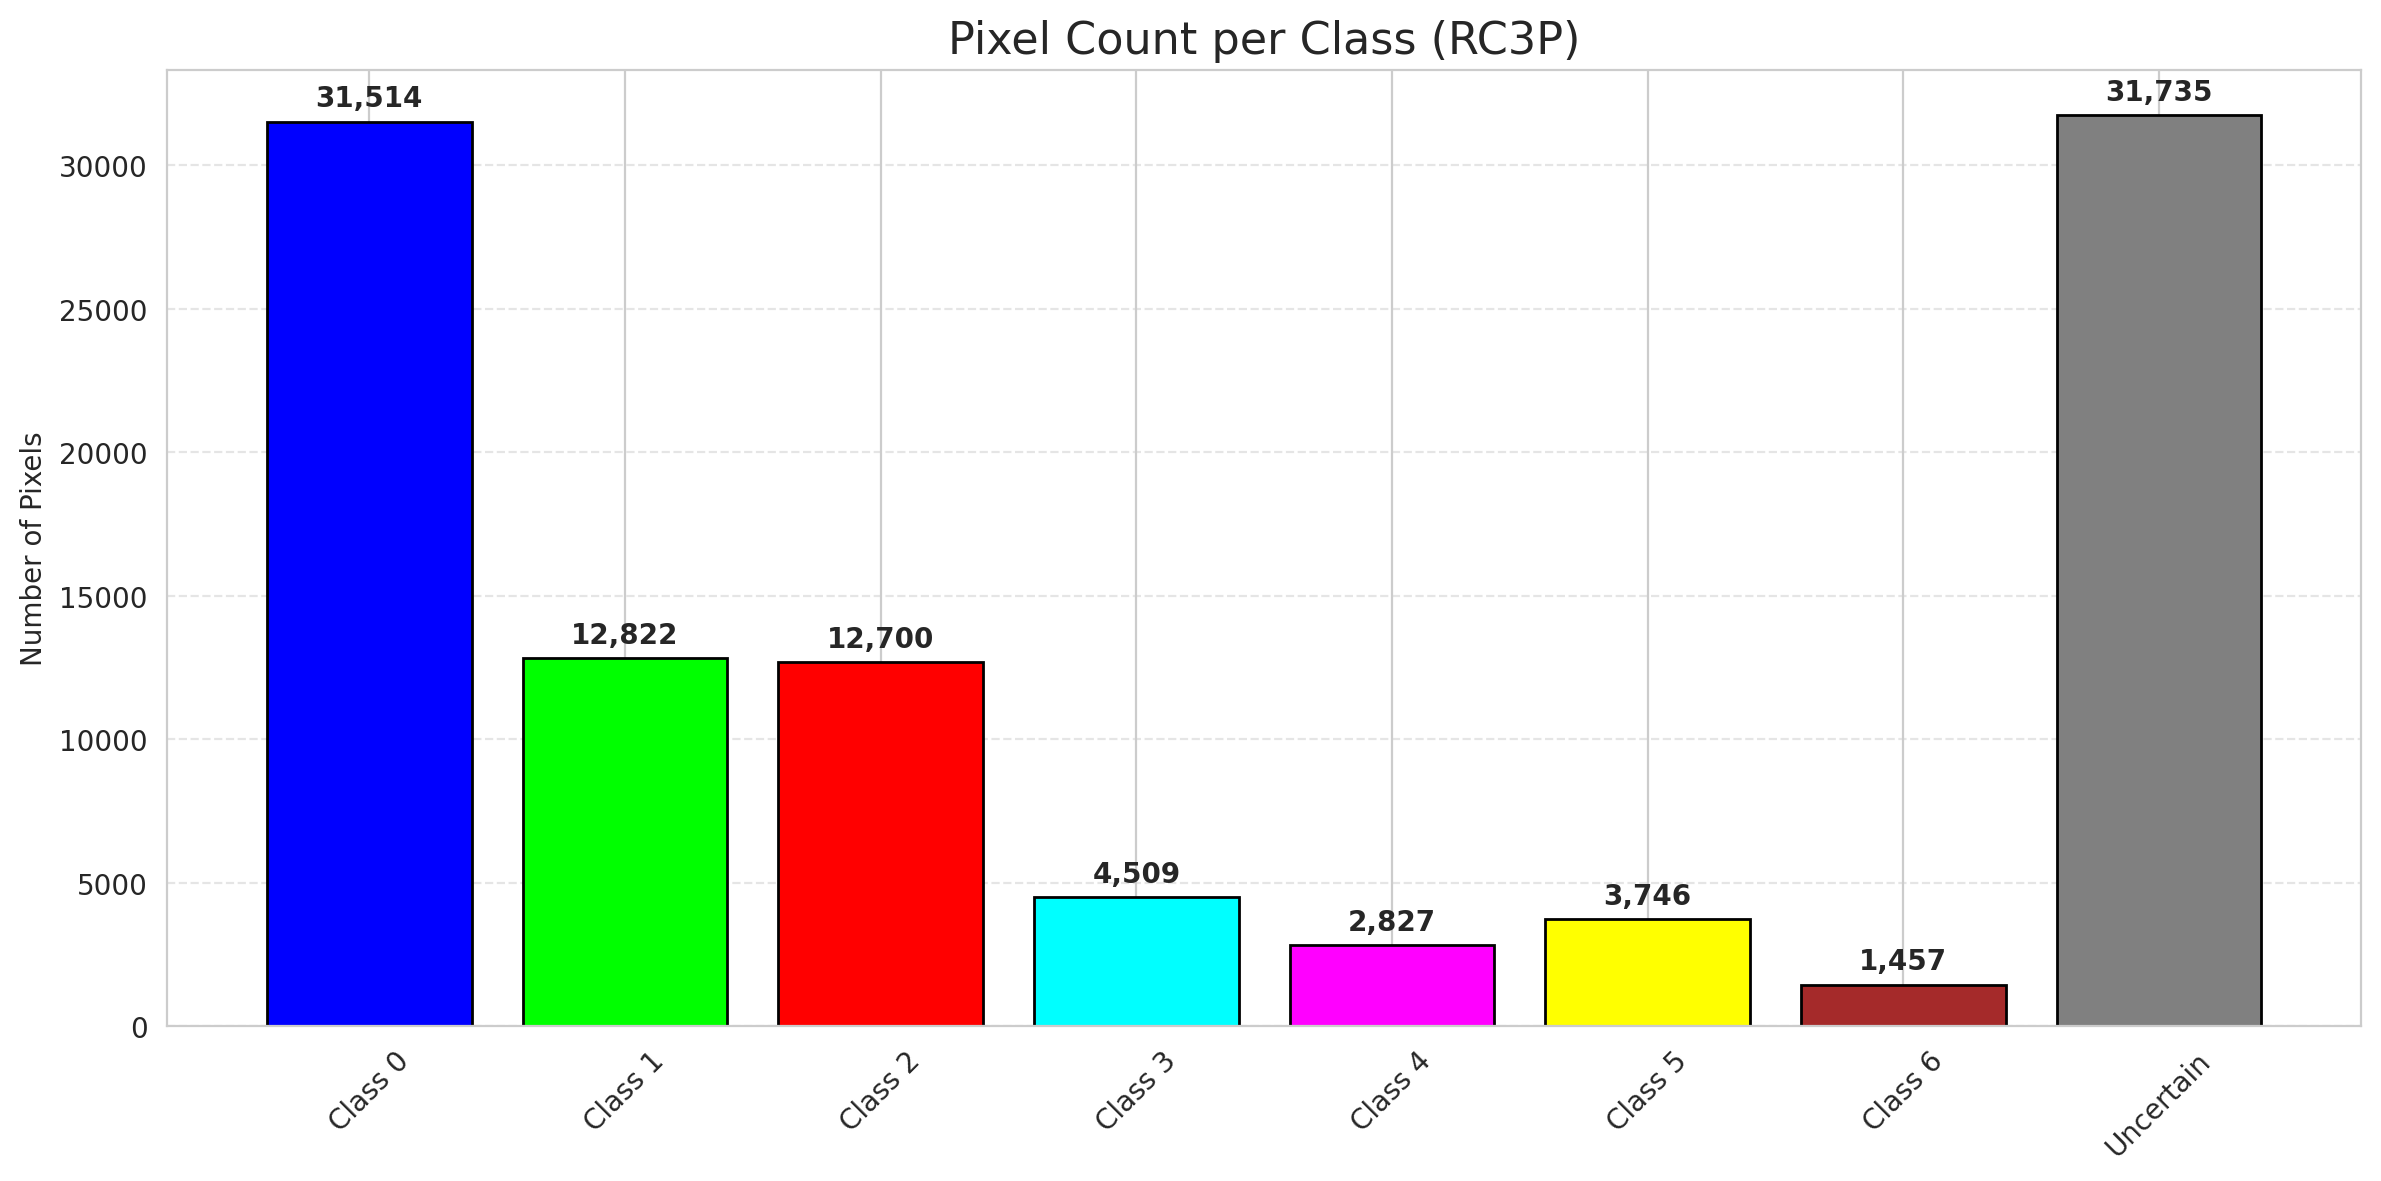 Pixel Count per Class (RC3P)
31,514
31,735
30000
25000
20000
15000
10000
5000
0
Number of Pixels
12,822
12,700
4,509
2,827
3,746
1,457
Class 0
Class 1
Class 2
Class 3
Class 4
Class 5
Class 6
Uncertain